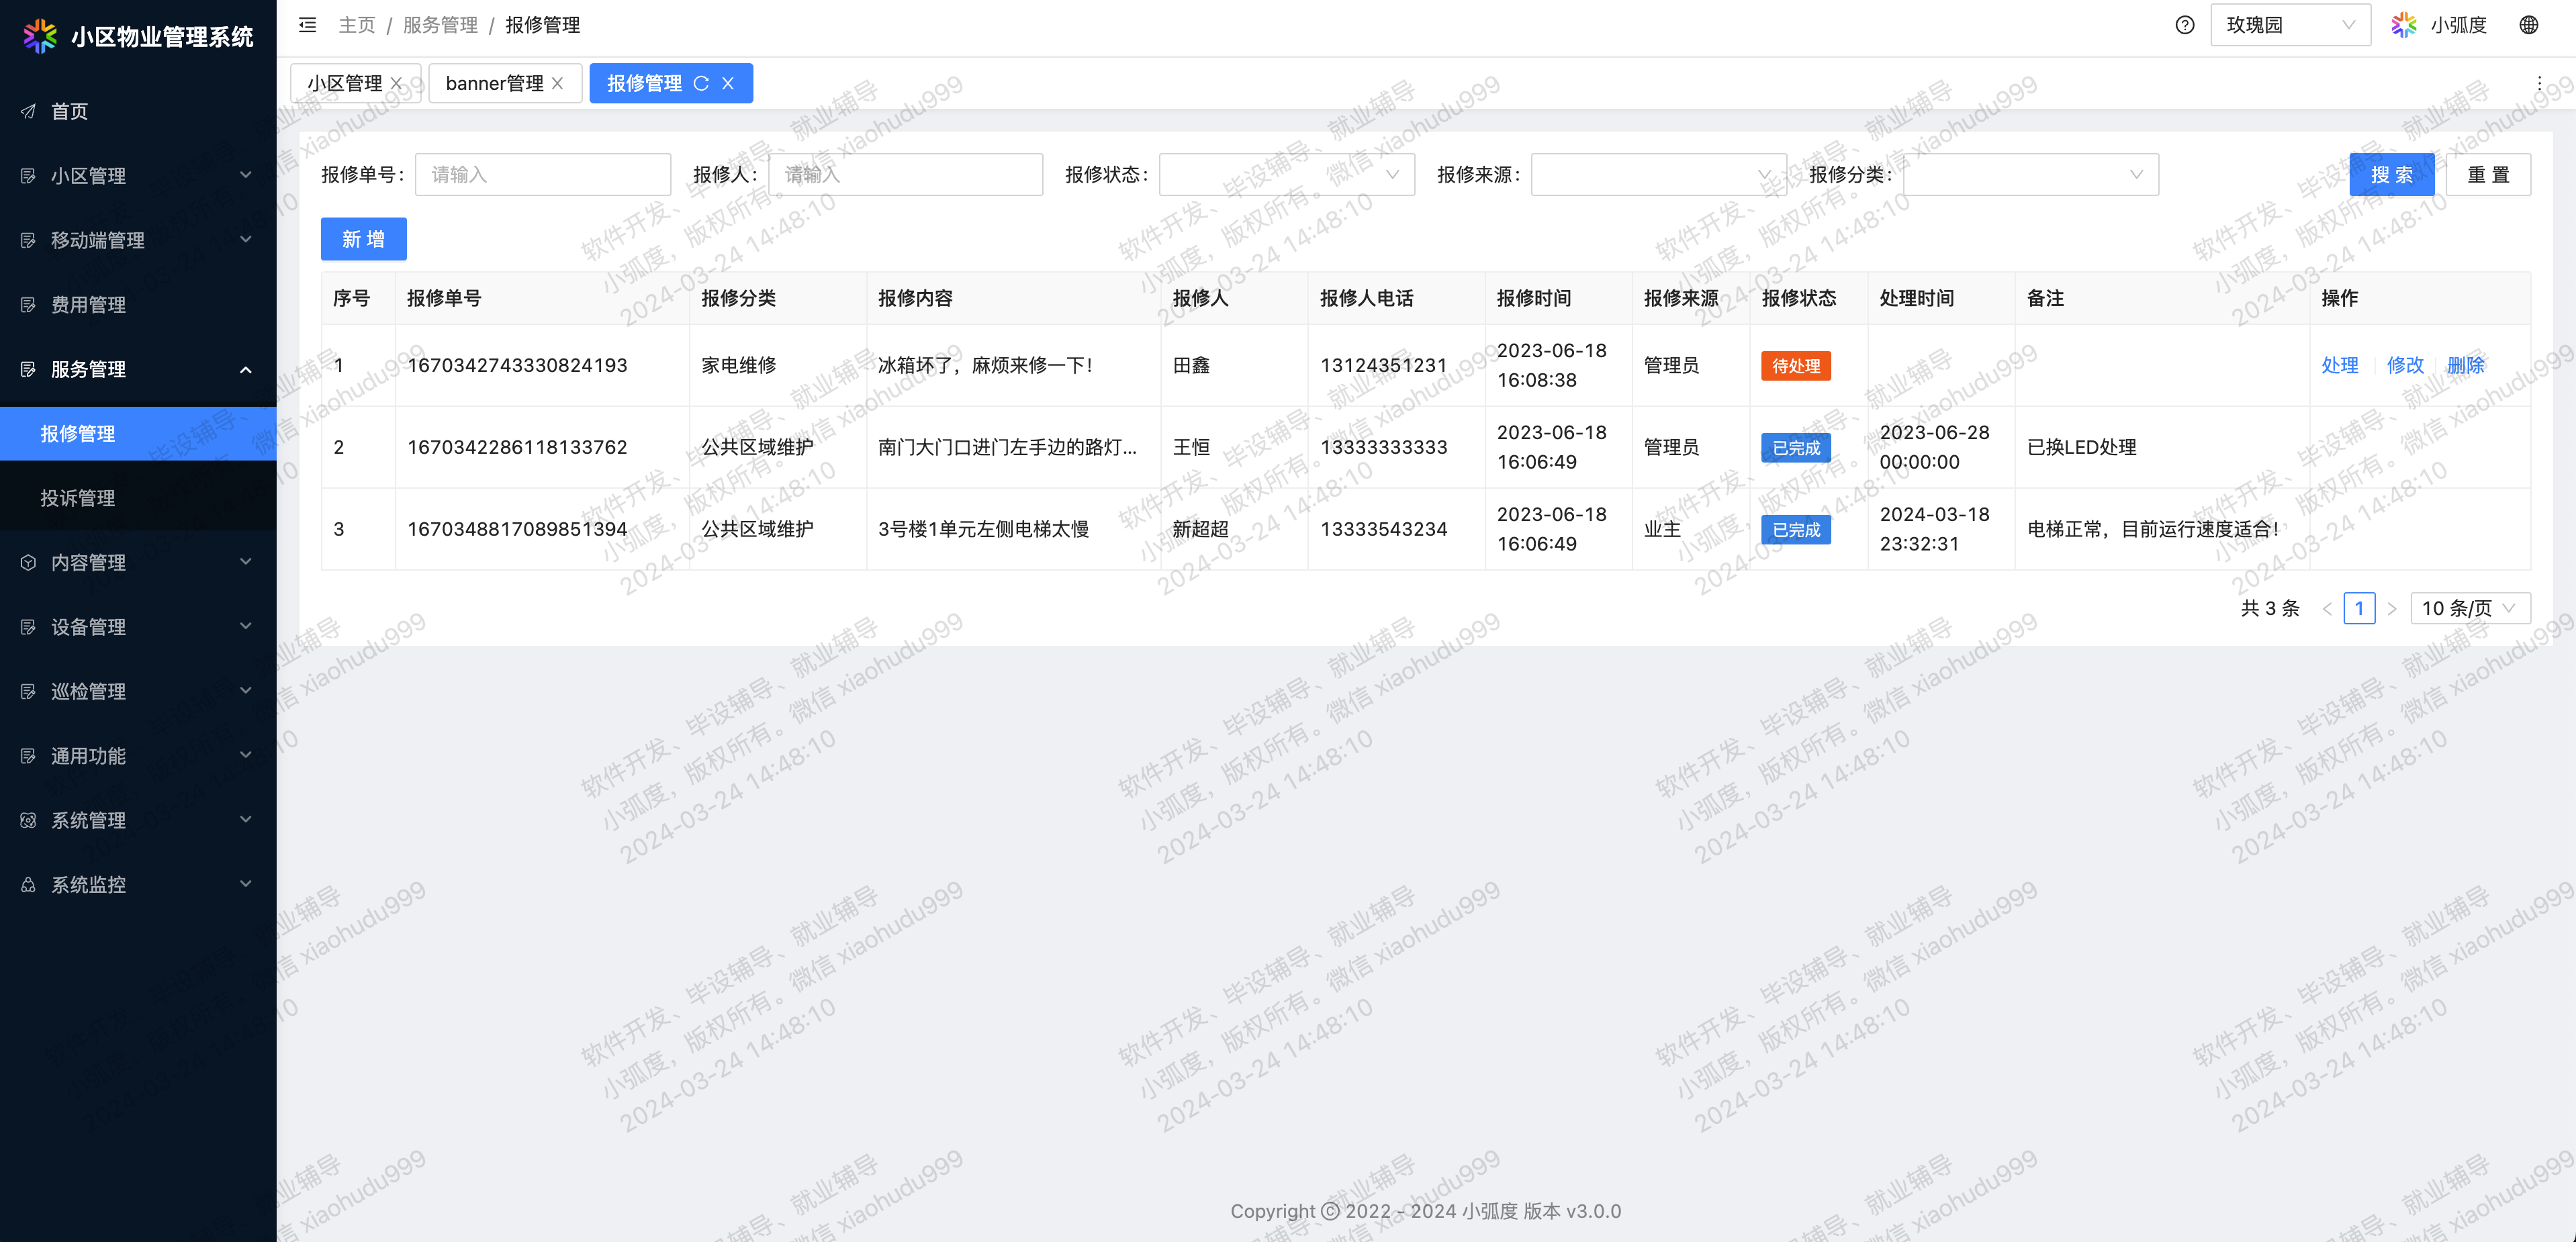 小区物业管理系统
主页 / 服务管理 / 报修管理
玫瑰园
小弧度
小区管理
banner管理
报修管理
首页
小区管理
移动端管理
费用管理
服务管理
报修管理
投诉管理
内容管理
设备管理
巡检管理
通用功能
系统管理
系统监控
报修单号: 请输入 报修人: 请输入 报修状态: 报修来源: 报修分类: 搜 索 重 置
新 增
序号 报修单号 报修分类 报修内容 报修人 报修人电话 报修时间 报修来源 报修状态 处理时间 备注 操作
1 1670342743330824193 家电维修 冰箱坏了，麻烦来修一下！ 田鑫 13124351231 2023-06-18 16:08:38 管理员 待处理 处理 修改 删除
2 1670342286118133762 公共区域维护 南门大门口进门左手边的路灯... 王恒 13333333333 2023-06-18 16:06:49 管理员 已完成 2023-06-28 00:00:00 已换LED处理
3 1670348817089851394 公共区域维护 3号楼1单元左侧电梯太慢 新超超 13333543234 2023-06-18 16:06:49 业主 已完成 2024-03-18 23:32:31 电梯正常，目前运行速度适合！
共 3 条 1 10 条/页
软件开发、毕设辅导、就业辅导
小弧度，版权所有。微信 xiaohudu999
2024-03-24 14:48:10
Copyright © 2022 - 2024 小弧度 版本 v3.0.0